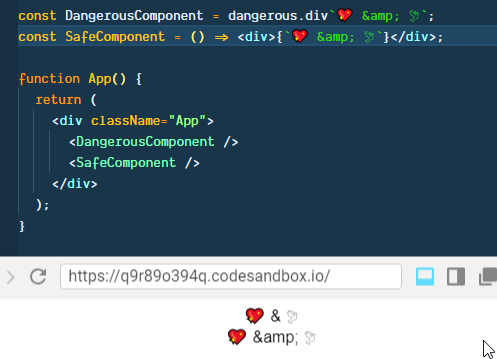 const DangerousComponent = dangerous.div`💖 &amp; 🕊`;
const SafeComponent = () => <div>{`💖 &amp; 🕊`}</div>;
function App() {
return (
<div className="App">
<DangerousComponent />
<SafeComponent />
</div>
);
}
https://q9r89o394q.codesandbox.io/
💖 & 🕊
💖 &amp; 🕊